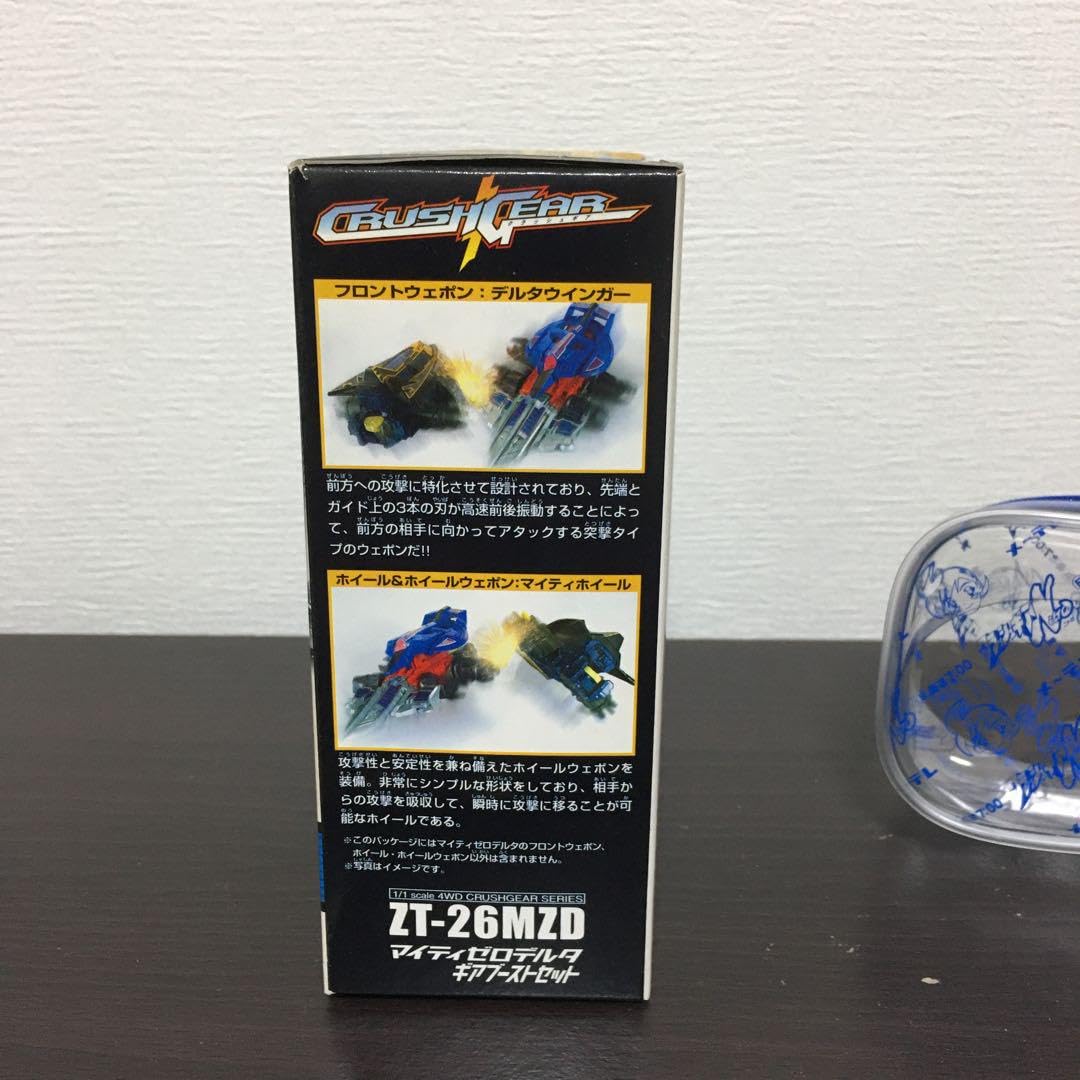 CRUSHGEAR
クラッシュギア
フロントウェポン：デルタウインガー
前方への攻撃に特化させて設計されており、先端と
ガイド上の3本の刃が高速前後振動することによっ
て、前方の相手に向かってアタックする突撃タイ
プのウェポンだ!!
ホイール&ホイールウェポン:マイティホイール
攻撃性と安定性を兼ね備えたホイールウェポンを
装備。非常にシンプルな形状をしており、相手か
らの攻撃を吸収して、瞬時に攻撃に移ることが可
能なホイールである。
※このパッケージにはマイティゼロデルタのフロントウェポン、
ホイール・ホイールウェポン以外は含まれません。
※写真はイメージです。
1/1 scale 4WD CRUSHGEAR SERIES
ZT-26MZD
マイティゼロデルタ
ギアブーストセット